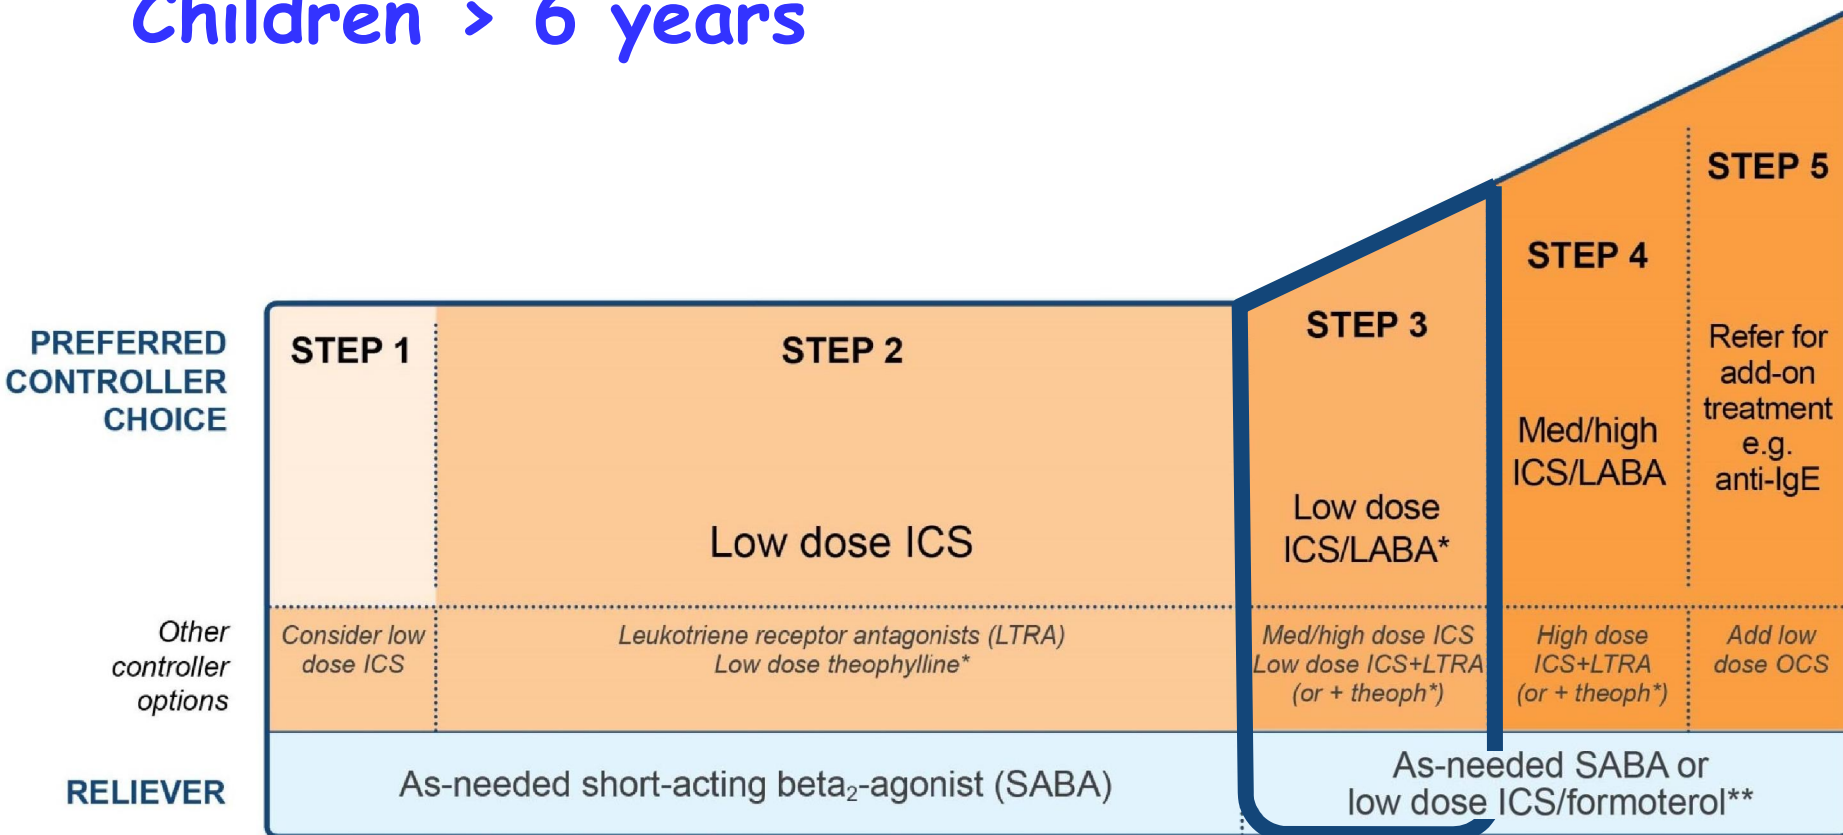 Children > 6 years
STEP 5
STEP 4
STEP 3
PREFERRED
CONTROLLER
CHOICE
STEP 1
STEP 2
Refer for
add-on
treatment
e.g.
anti-IgE
Med/high
ICS/LABA
Low dose
ICS/LABA*
Low dose ICS
Other
controller
options
Consider low
dose ICS
Leukotriene receptor antagonists (LTRA)
Low dose theophylline*
Med/high dose ICS
Low dose ICS+LTRA
(or + theoph*)
High dose
ICS+LTRA
(or + theoph*)
Add low
dose OCS
RELIEVER
As-needed short-acting beta₂-agonist (SABA)
As-needed SABA or
low dose ICS/formoterol**